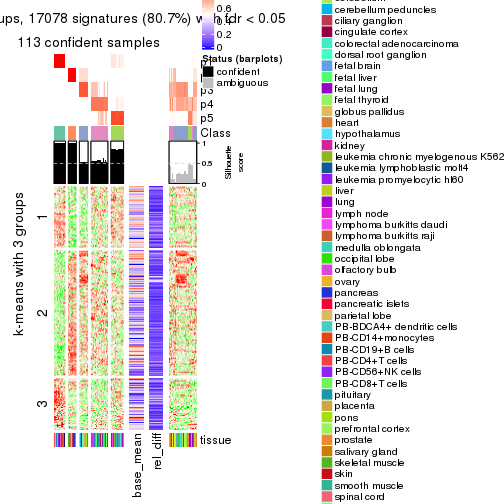 ups, 17078 signatures (80.7%) with fdr < 0.05
113 confident samples
p3
p4
p5
Class
1
0.5
0
Silhouette
score
k-means with 3 groups
1
2
3
base_mean
rel_diff
tissue
0.6
0
Status (barplots)
confident
ambiguous
cerebellum peduncles
ciliary ganglion
cingulate cortex
colorectal adenocarcinoma
dorsal root ganglion
fetal brain
fetal liver
fetal lung
fetal thyroid
globus pallidus
heart
hypothalamus
kidney
leukemia chronic myelogenous K562
leukemia lymphoblastic molt4
leukemia promyelocytic hl60
liver
lung
lymph node
lymphoma burkitts daudi
lymphoma burkitts raji
medulla oblongata
occipital lobe
olfactory bulb
ovary
pancreas
pancreatic islets
parietal lobe
PB-BDCA4+ dendritic cells
PB-CD14+monocytes
PB-CD19+B cells
PB-CD4+T cells
PB-CD56+NK cells
PB-CD8+T cells
pituitary
placenta
pons
prefrontal cortex
prostate
salivary gland
skeletal muscle
skin
smooth muscle
spinal cord